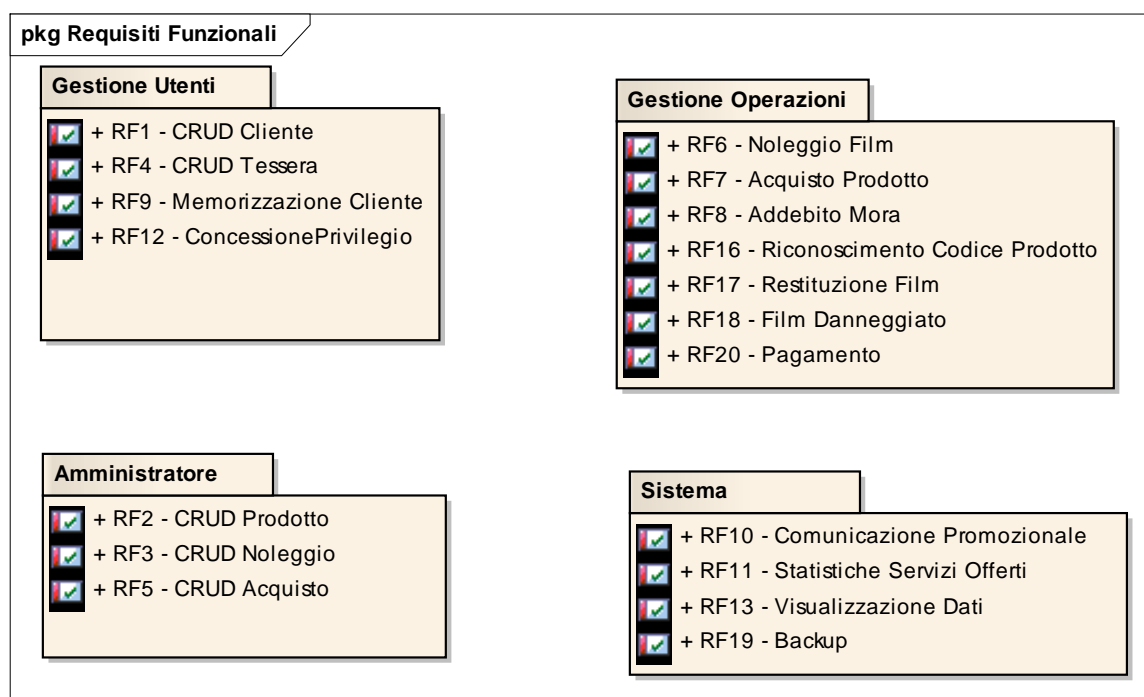 pkg Requisiti Funzionali
Gestione Utenti
+ RF1 - CRUD Cliente
+ RF4 - CRUD Tessera
+ RF9 - Memorizzazione Cliente
+ RF12 - ConcessionePrivilegio
Gestione Operazioni
+ RF6 - Noleggio Film
+ RF7 - Acquisto Prodotto
+ RF8 - Addebito Mora
+ RF16 - Riconoscimento Codice Prodotto
+ RF17 - Restituzione Film
+ RF18 - Film Danneggiato
+ RF20 - Pagamento
Amministratore
+ RF2 - CRUD Prodotto
+ RF3 - CRUD Noleggio
+ RF5 - CRUD Acquisto
Sistema
+ RF10 - Comunicazione Promozionale
+ RF11 - Statistiche Servizi Offerti
+ RF13 - Visualizzazione Dati
+ RF19 - Backup